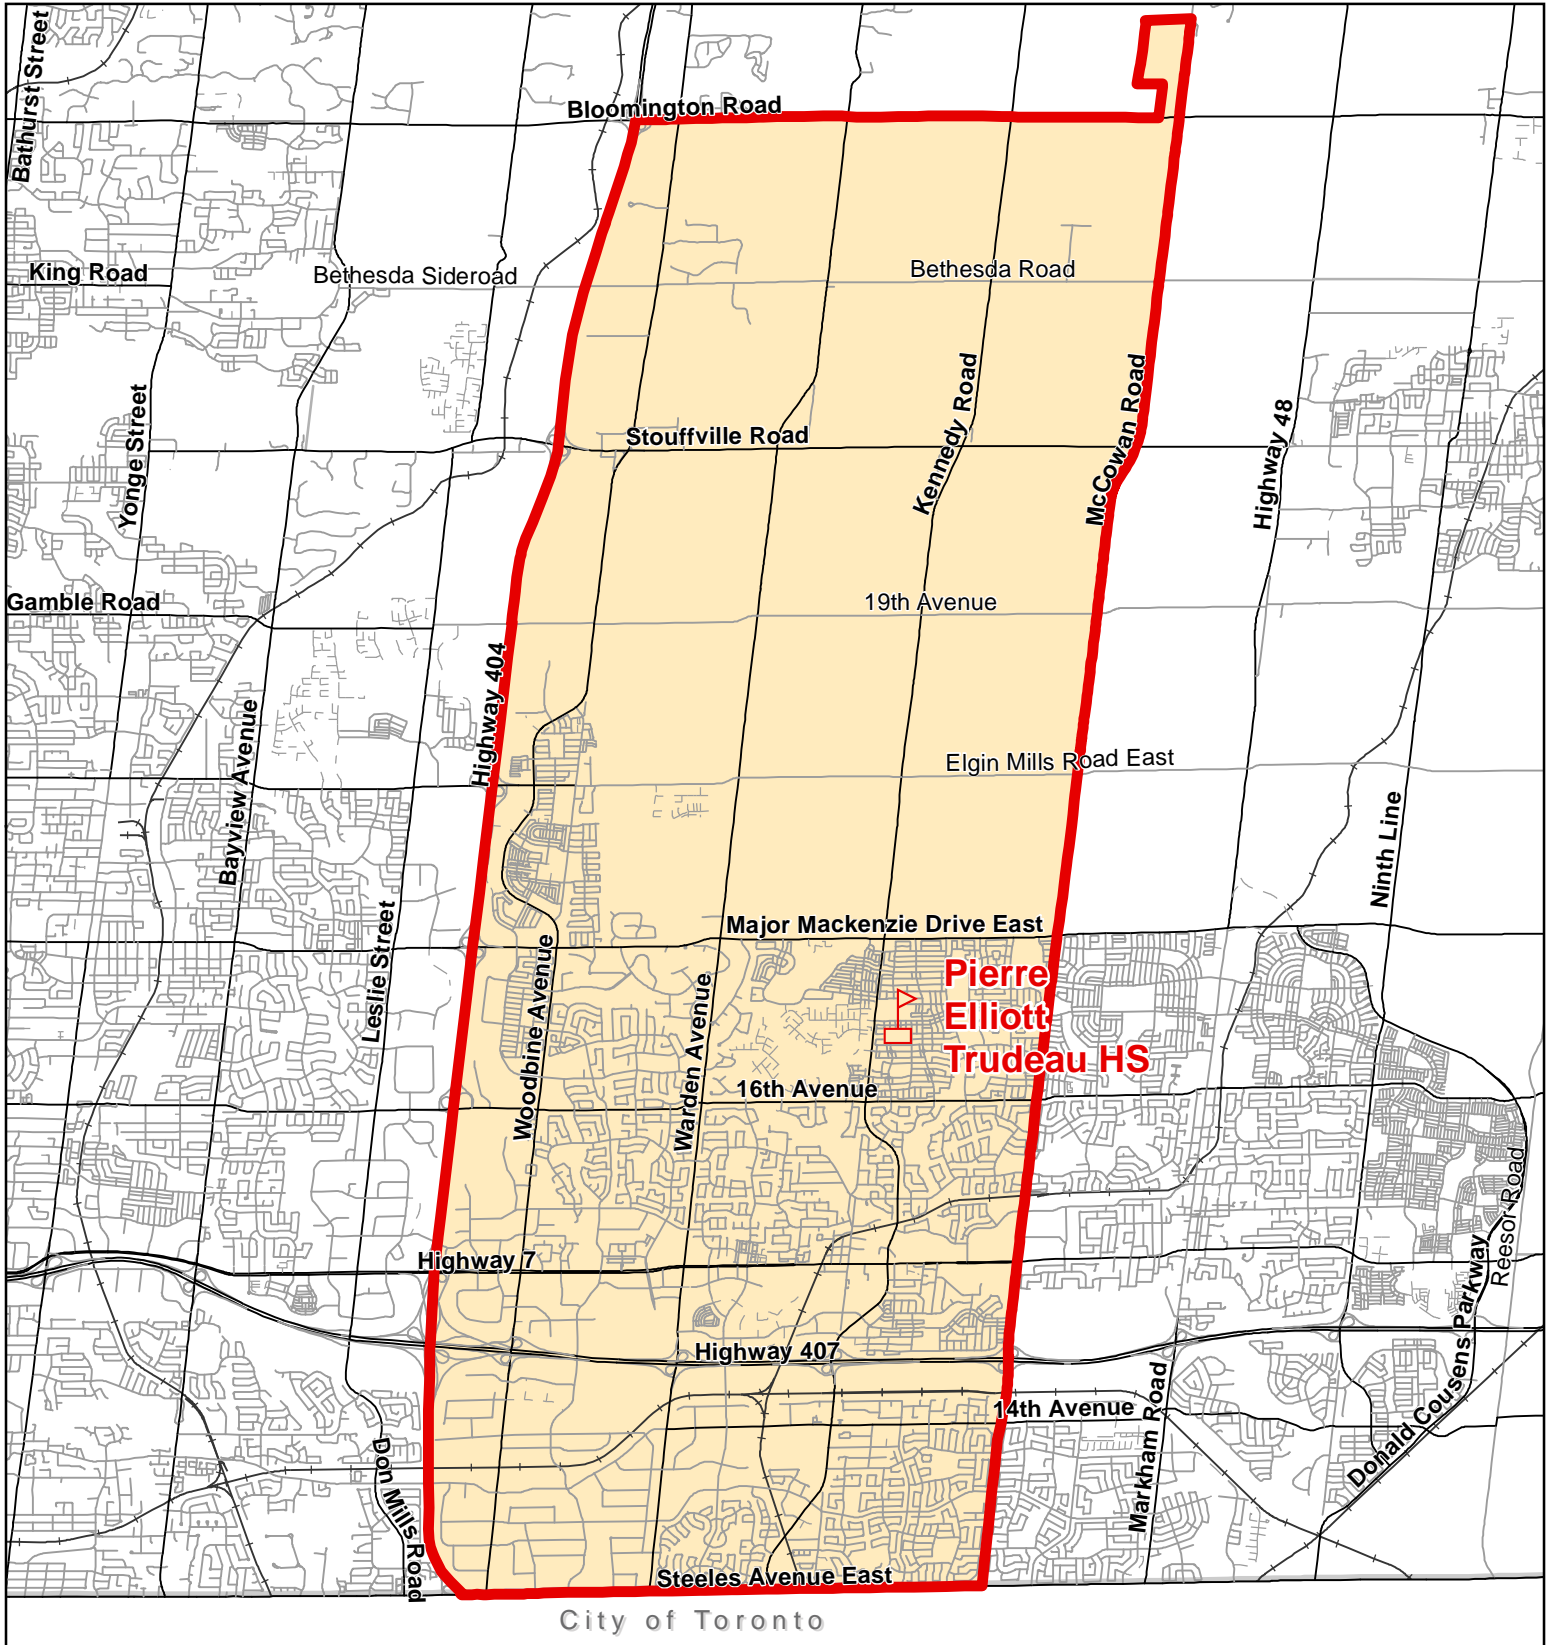 Bathurst Street
Bloomington Road
King Road
Bethesda Sideroad
Bethesda Road
Yonge Street
Stouffville Road
Kennedy Road
McCowan Road
Highway 48
Gamble Road
19th Avenue
Highway 404
Bayview Avenue
Elgin Mills Road East
Ninth Line
Leslie Street
Major Mackenzie Drive East
Woodbine Avenue
Warden Avenue
Pierre
Elliott
Trudeau HS
16th Avenue
Reesor Road
Highway 7
Highway 407
Donald Cousens Parkway
14th Avenue
Markham Road
Don Mills Road
Steeles Avenue East
City of Toronto